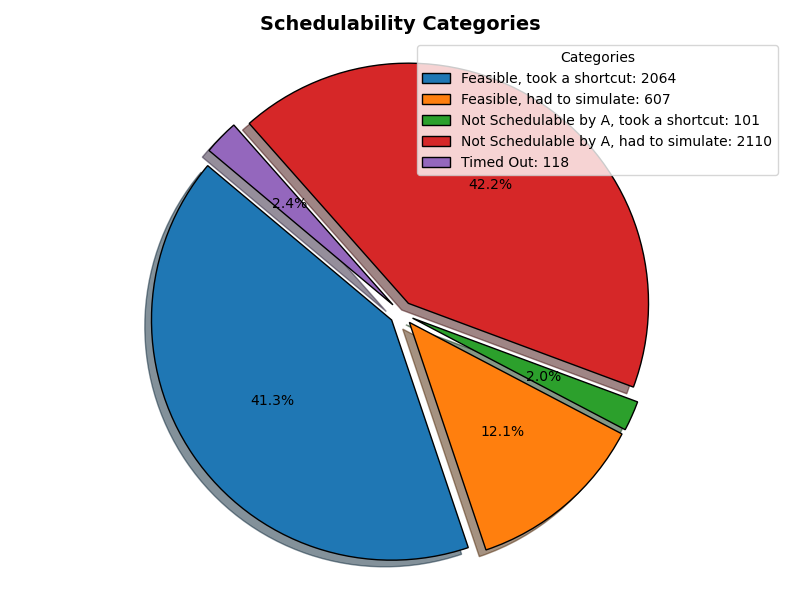 Schedulability Categories
Categories
Feasible, took a shortcut: 2064
Feasible, had to simulate: 607
Not Schedulable by A, took a shortcut: 101
Not Schedulable by A, had to simulate: 2110
Timed Out: 118
42.2%
2.4%
2.0%
41.3%
12.1%